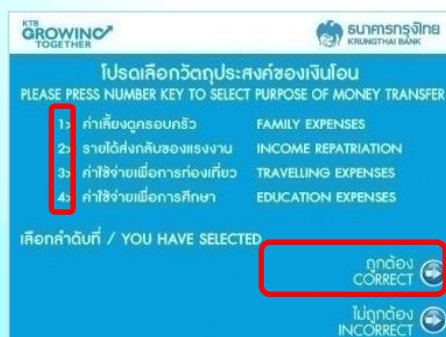 KTB
GROWING
TOGETHER
ธนาคารกรุงไทย
KRUNGTHAI BANK
โปรดเลือกวัตถุประสงค์ของเงินโอน
PLEASE PRESS NUMBER KEY TO SELECT PURPOSE OF MONEY TRANSFER
1> ค่าเลี้ยงดูครอบครัว FAMILY EXPENSES
2> รายได้ส่งกลับของแรงงาน INCOME REPATRIATION
3> ค่าใช้จ่ายเพื่อการท่องเที่ยว TRAVELLING EXPENSES
4> ค่าใช้จ่ายเพื่อการศึกษา EDUCATION EXPENSES
เลือกลำดับที่ / YOU HAVE SELECTED
ถูกต้อง
CORRECT
ไม่ถูกต้อง
INCORRECT